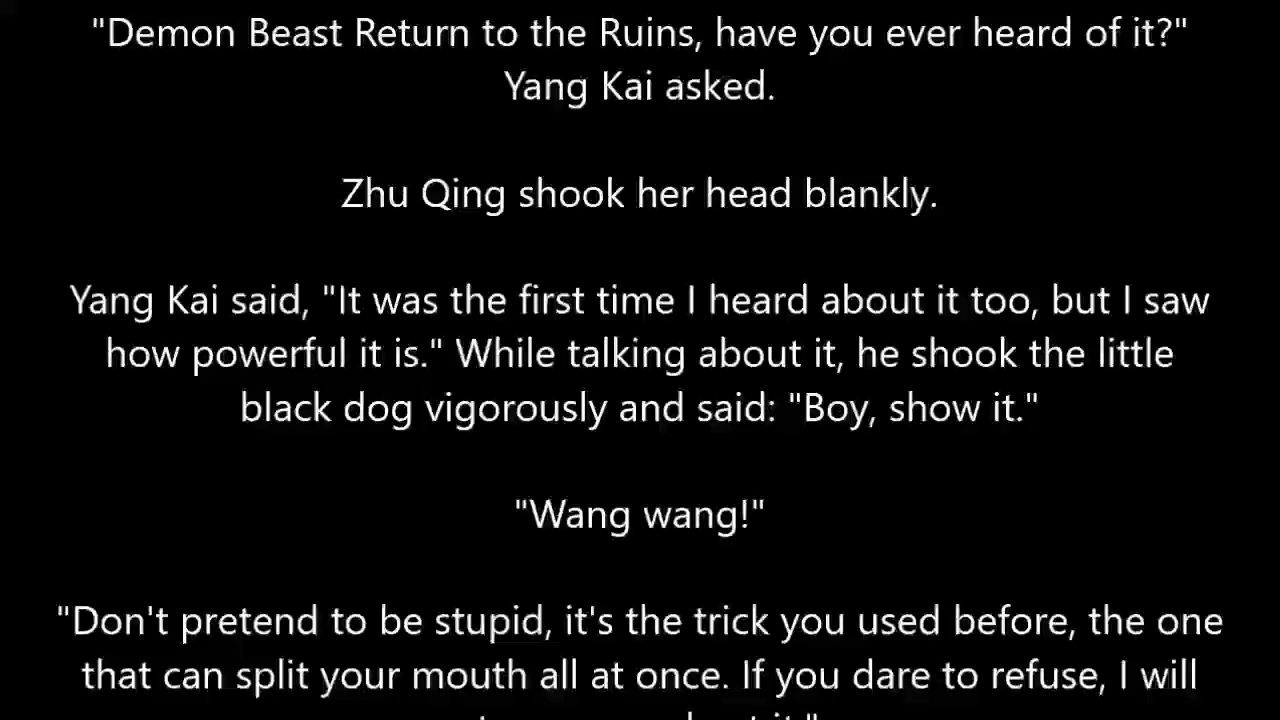 "Demon Beast Return to the Ruins, have you ever heard of it?"
Yang Kai asked.
Zhu Qing shook her head blankly.
Yang Kai said, "It was the first time I heard about it too, but I saw
how powerful it is." While talking about it, he shook the little
black dog vigorously and said: "Boy, show it."
"Wang wang!"
"Don't pretend to be stupid, it's the trick you used before, the one
that can split your mouth all at once. If you dare to refuse, I will